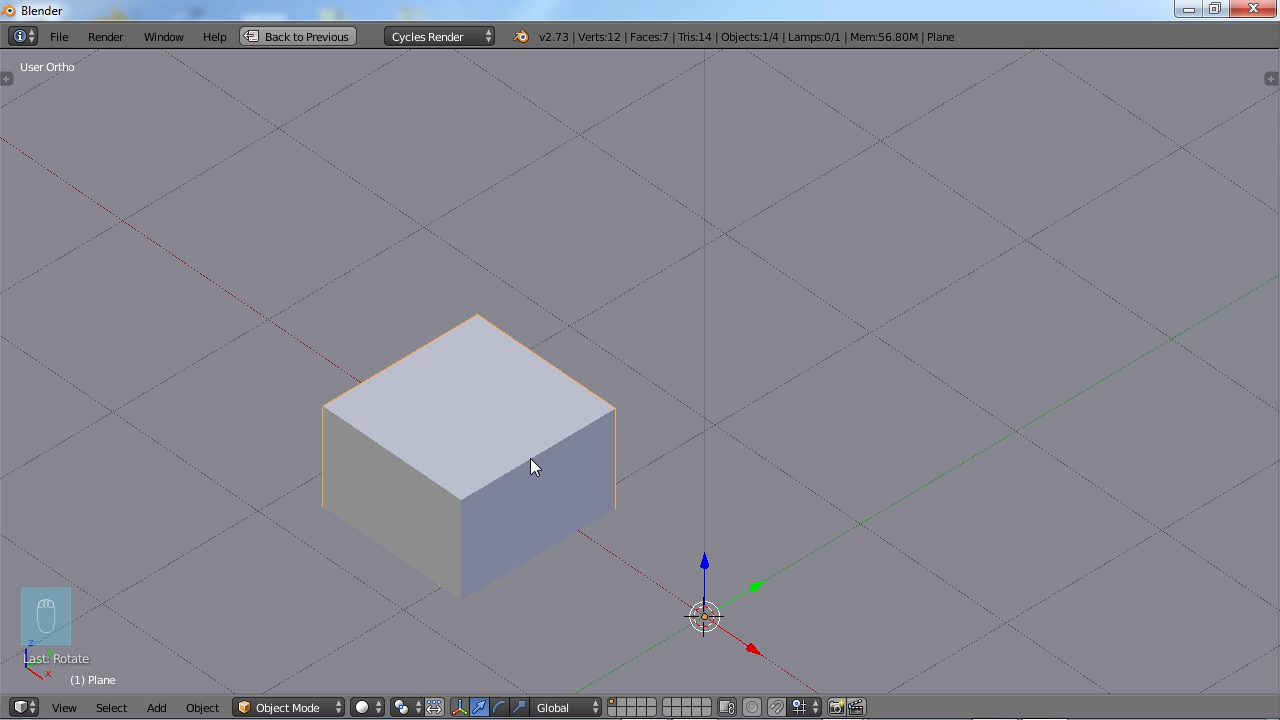 Blender
File Render Window Help Back to Previous Cycles Render v2.73 | Verts:12 | Faces:7 | Tris:14 | Objects:1/4 | Lamps:0/1 | Mem:56.80M | Plane
User Ortho
z
Last: Rotate
x
(1) Plane
View Select Add Object Object Mode Global